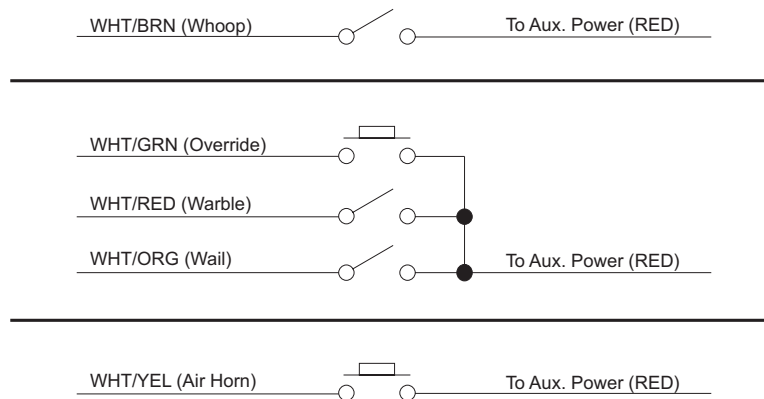 WHT/BRN (Whoop)
To Aux. Power (RED)
WHT/GRN (Override)
WHT/RED (Warble)
WHT/ORG (Wail)
To Aux. Power (RED)
WHT/YEL (Air Horn)
To Aux. Power (RED)